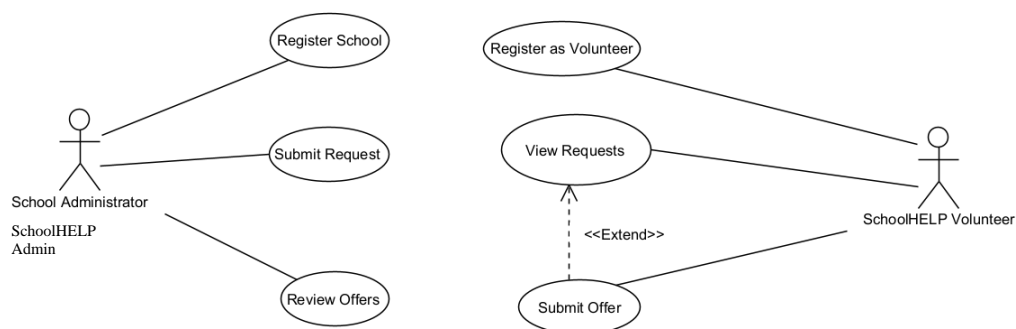 Register School
Register as Volunteer
Submit Request
View Requests
School Administrator
SchoolHELP
Admin
SchoolHELP Volunteer
<<Extend>>
Review Offers
Submit Offer